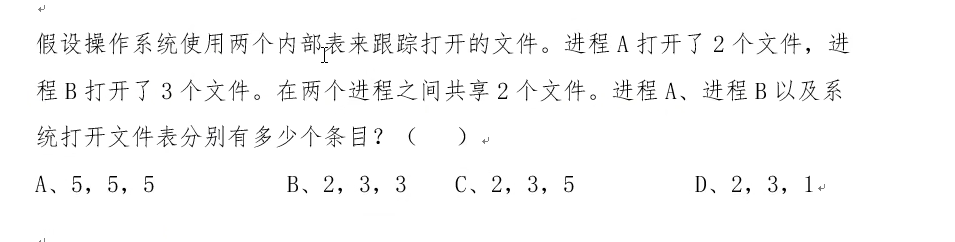 假设操作系统使用两个内部表来跟踪打开的文件。进程 A 打开了 2 个文件，进
程 B 打开了 3 个文件。在两个进程之间共享 2 个文件。进程 A、进程 B 以及系
统打开文件表分别有多少个条目？（ ）
A、5，5，5 B、2，3，3 C、2，3，5 D、2，3，1